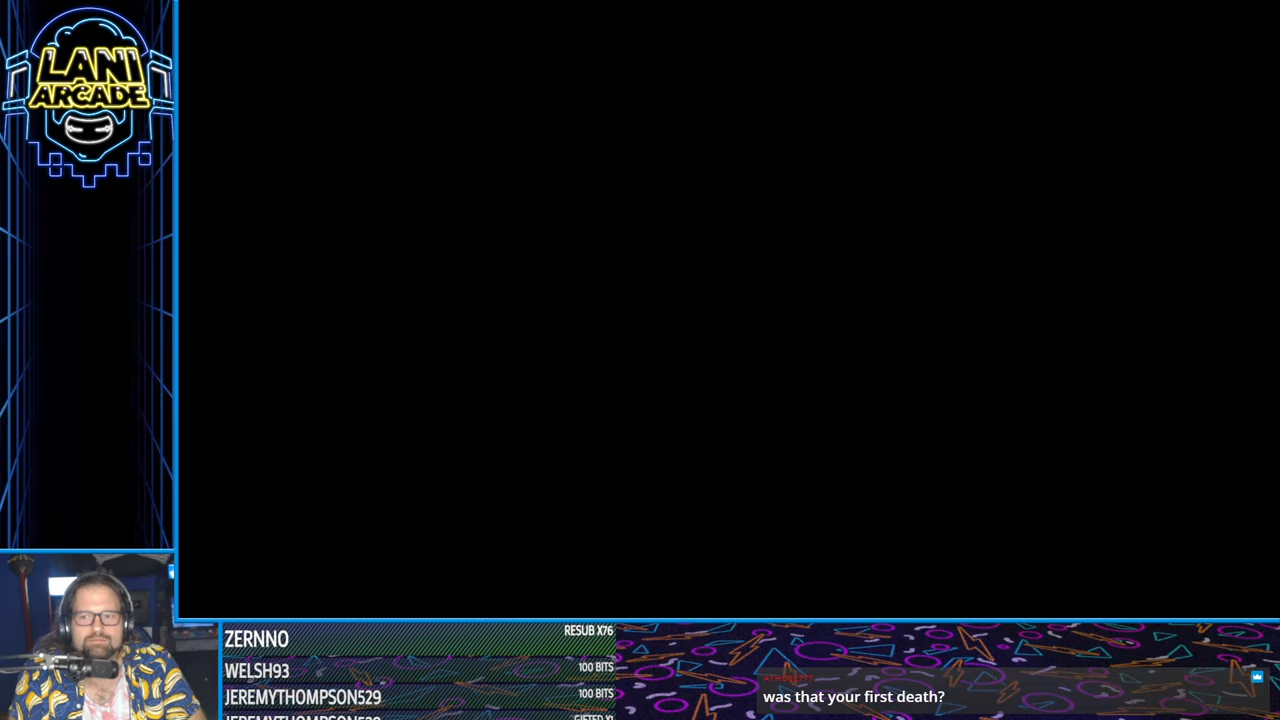 LANI
ARCADE
ZERNNO
RESUB X76
WELSH93
100 BITS
JEREMYTHOMPSON529
100 BITS
was that your first death?